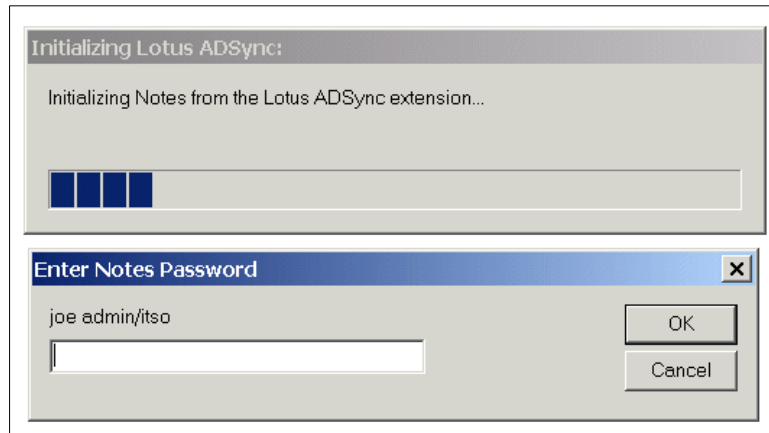 Initializing Lotus ADSync:
Initializing Notes from the Lotus ADSync extension...
Enter Notes Password
joe admin/itso
OK
Cancel